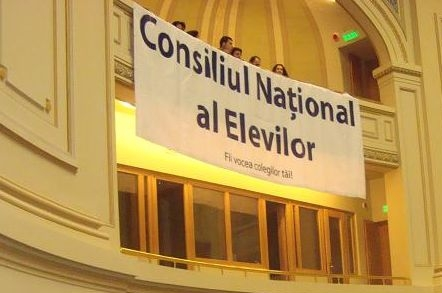 Consiliul Național
al Elevilor
Fii vocea colegilor tăi!